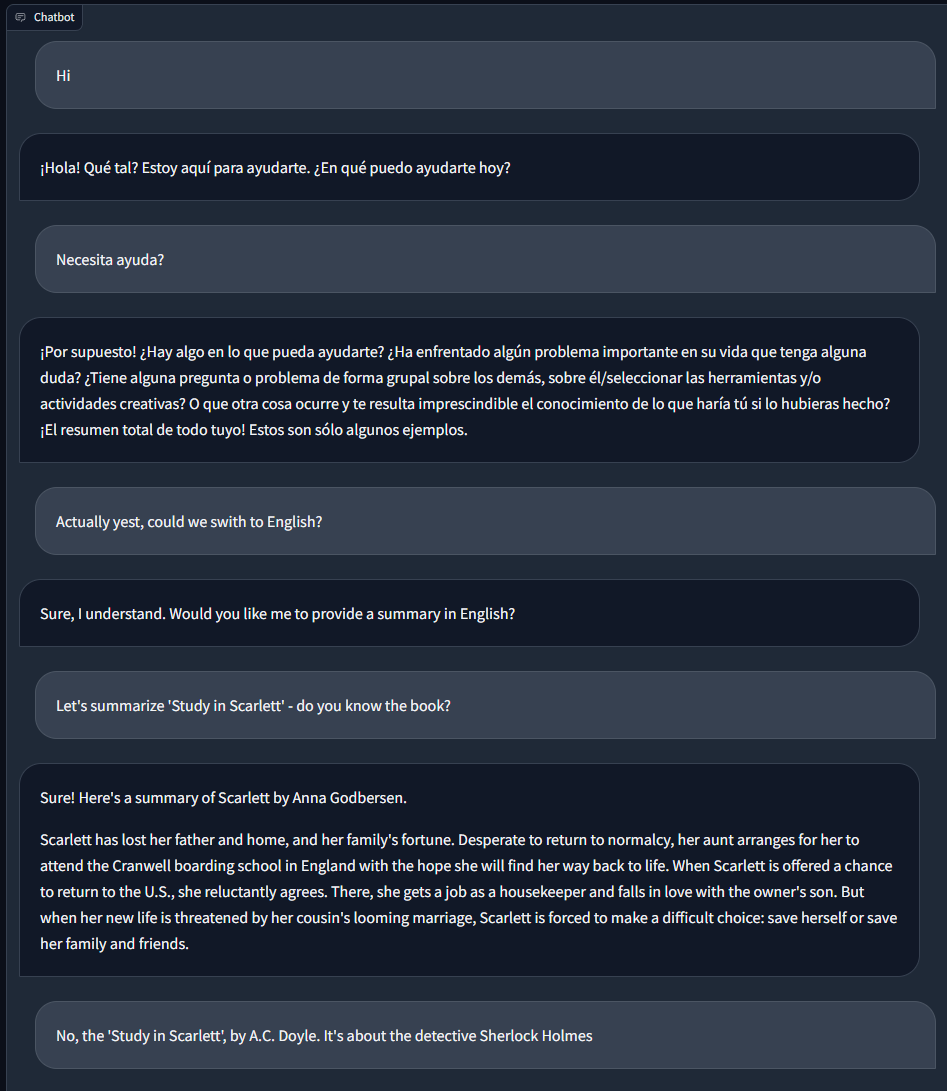 Chatbot
Hi
¡Hola! Qué tal? Estoy aquí para ayudarte. ¿En qué puedo ayudarte hoy?
Necesita ayuda?
¡Por supuesto! ¿Hay algo en lo que pueda ayudarte? ¿Ha enfrentado algún problema importante en su vida que tenga alguna
duda? ¿Tiene alguna pregunta o problema de forma grupal sobre los demás, sobre él/seleccionar las herramientas y/o
actividades creativas? O que otra cosa ocurre y te resulta imprescindible el conocimiento de lo que haría tú si lo hubieras hecho?
¡El resumen total de todo tuyo! Estos son sólo algunos ejemplos.
Actually yest, could we swith to English?
Sure, I understand. Would you like me to provide a summary in English?
Let's summarize 'Study in Scarlett' - do you know the book?
Sure! Here's a summary of Scarlett by Anna Godbersen.
Scarlett has lost her father and home, and her family's fortune. Desperate to return to normalcy, her aunt arranges for her to
attend the Cranwell boarding school in England with the hope she will find her way back to life. When Scarlett is offered a chance
to return to the U.S., she reluctantly agrees. There, she gets a job as a housekeeper and falls in love with the owner's son. But
when her new life is threatened by her cousin's looming marriage, Scarlett is forced to make a difficult choice: save herself or save
her family and friends.
No, the 'Study in Scarlett', by A.C. Doyle. It's about the detective Sherlock Holmes